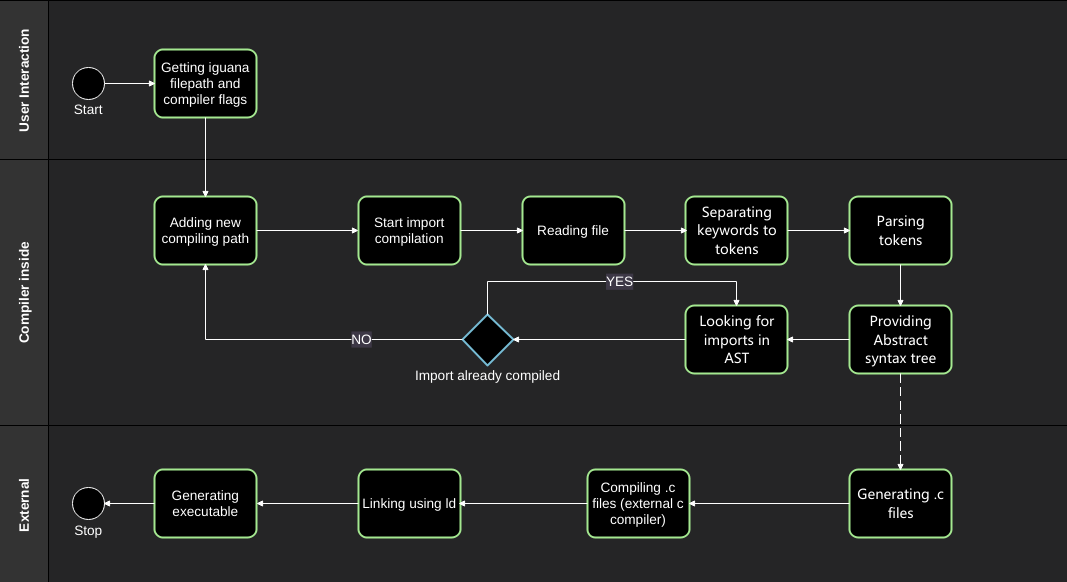 User Interaction
Getting iguana
filepath and
compiler flags
Start
Compiler inside
Adding new
compiling path
Start import
compilation
Reading file
Separating
keywords to
tokens
Parsing
tokens
YES
NO
Looking for
imports in
AST
Providing
Abstract
syntax tree
Import already compiled
External
Generating
executable
Linking using ld
Compiling .c
files (external c
compiler)
Generating .c
files
Stop